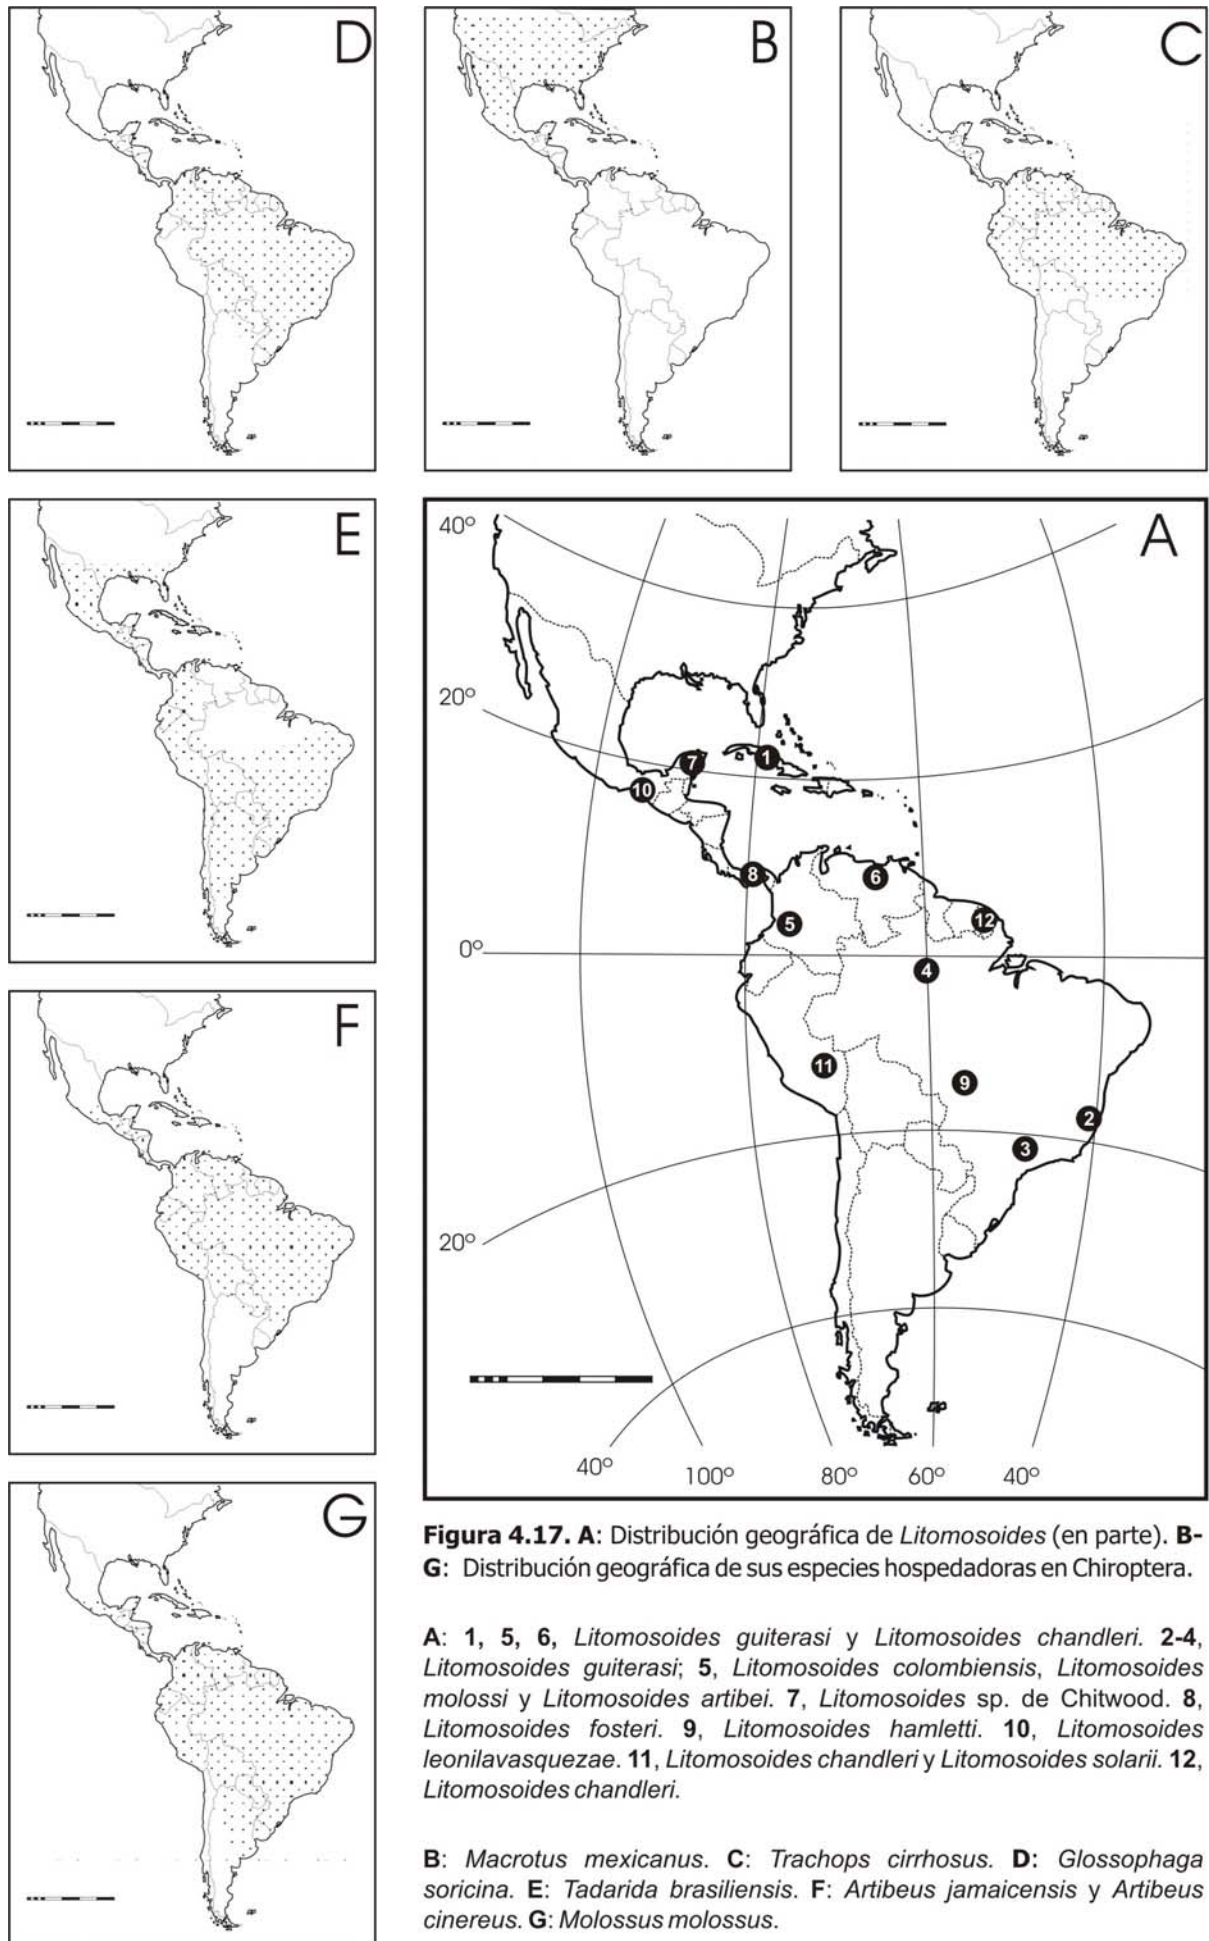 D
B
C
E
A
40°
20°
1
7
10
8
6
5
12
0°
4
11
9
2
3
F
20°
40°
100°
80°
60°
40°
G
Figura 4.17. A: Distribución geográfica de Litomosoides (en parte). B-
G: Distribución geográfica de sus especies hospedadoras en Chiroptera.
A: 1, 5, 6, Litomosoides guiterasi y Litomosoides chandleri. 2-4,
Litomosoides guiterasi; 5, Litomosoides colombiensis, Litomosoides
molossi y Litomosoides artibei. 7, Litomosoides sp. de Chitwood. 8,
Litomosoides fosteri. 9, Litomosoides hamletti. 10, Litomosoides
leonilavasquezae. 11, Litomosoides chandleri y Litomosoides solarii. 12,
Litomosoides chandleri.
B: Macrotus mexicanus. C: Trachops cirrhosus. D: Glossophaga
soricina. E: Tadarida brasiliensis. F: Artibeus jamaicensis y Artibeus
cinereus. G: Molossus molossus.